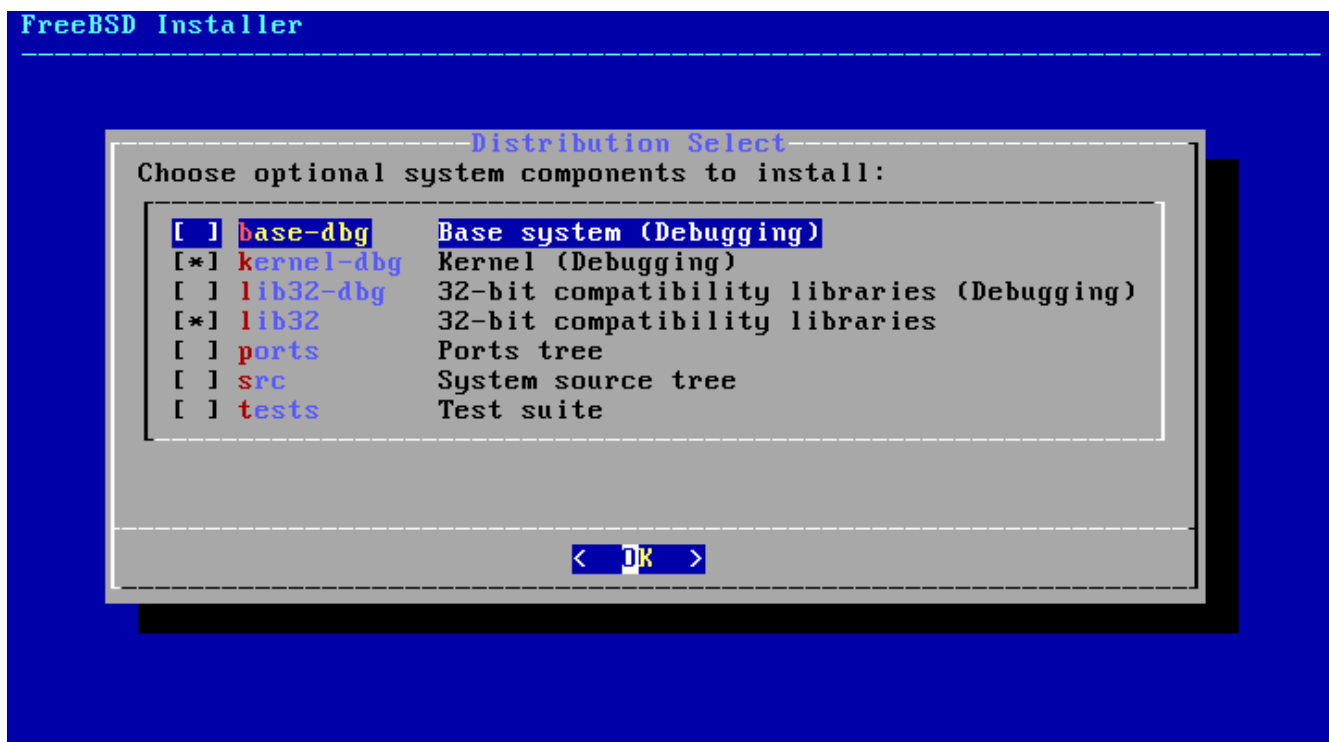 FreeBSD Installer
Distribution Select
Choose optional system components to install:
[ ] base-dbg Base system (Debugging)
[*] kernel-dbg Kernel (Debugging)
[ ] lib32-dbg 32-bit compatibility libraries (Debugging)
[*] lib32 32-bit compatibility libraries
[ ] ports Ports tree
[ ] src System source tree
[ ] tests Test suite
< OK >